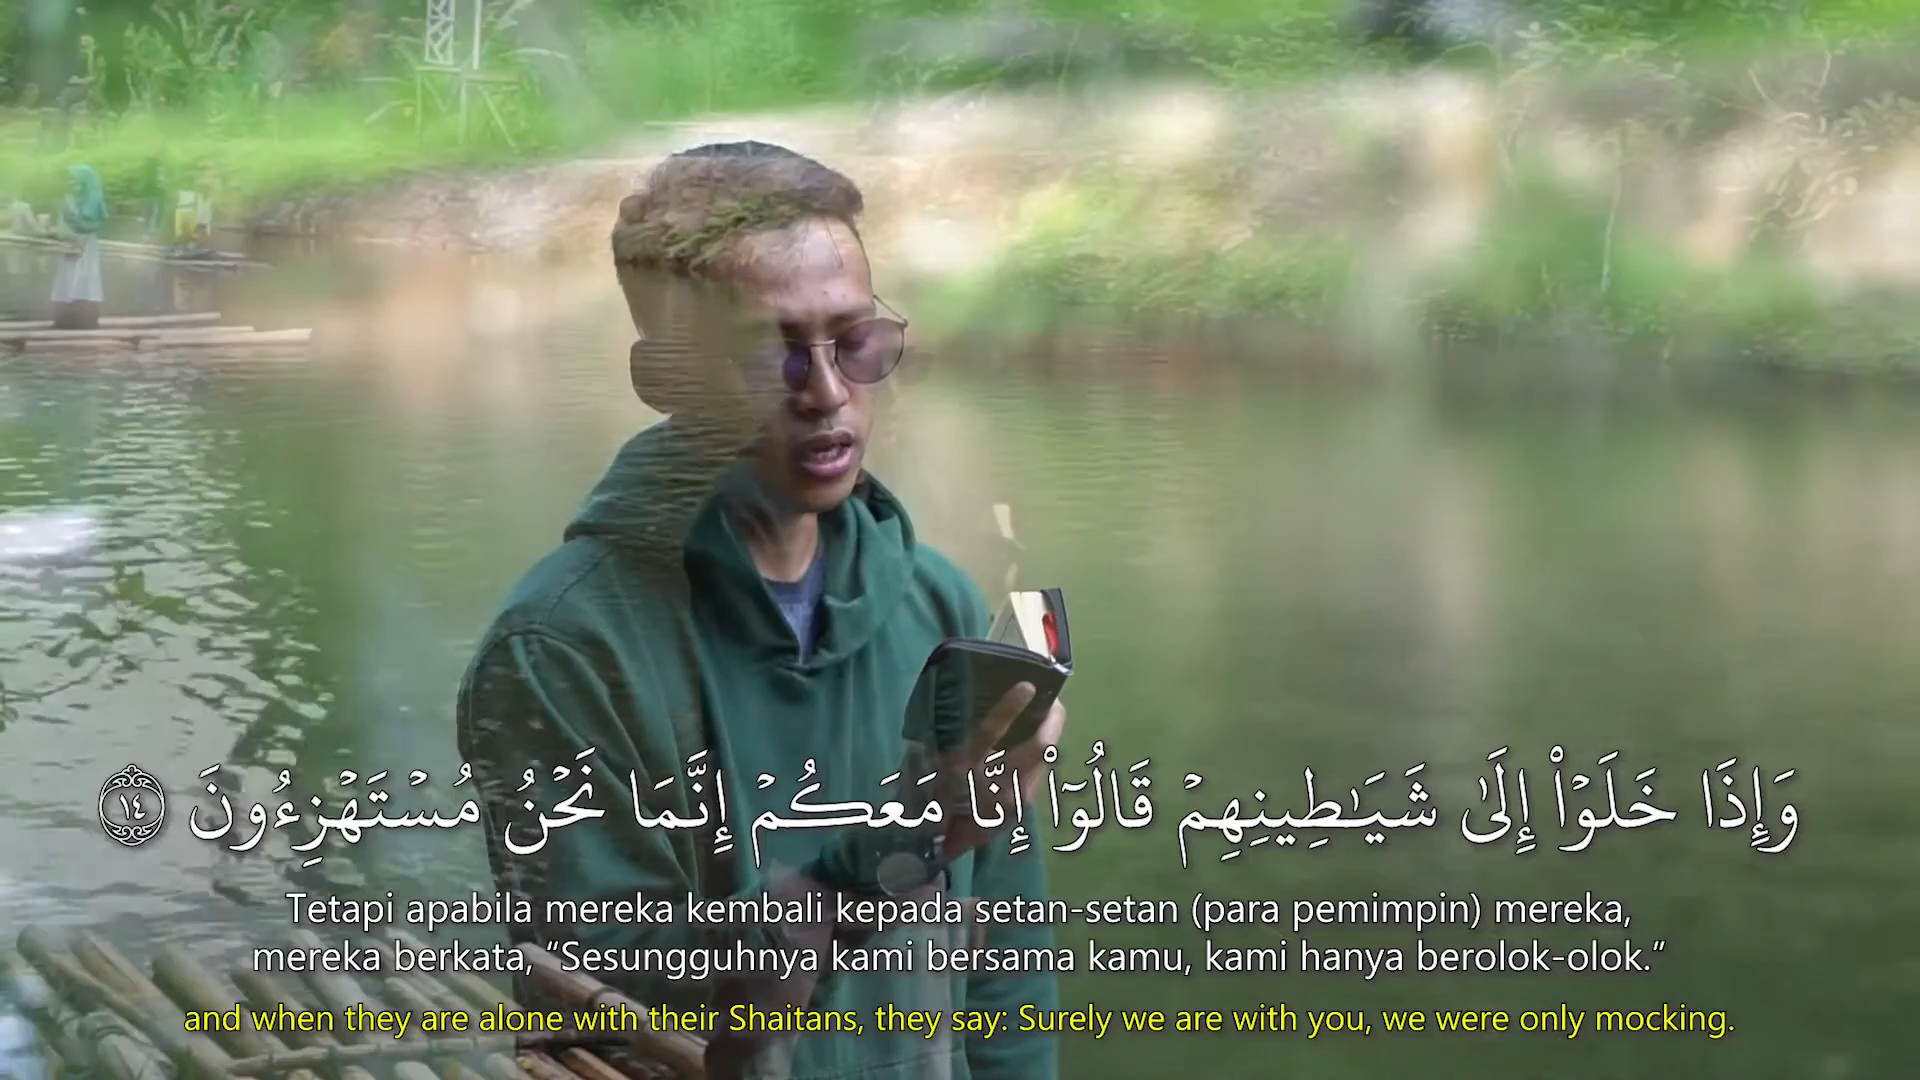 وَإِذَا خَلَوْا۟ إِلَىٰ شَيَـٰطِينِهِمْ قَالُوٓا۟ إِنَّا مَعَكُمْ إِنَّمَا نَحْنُ مُسْتَهْزِءُونَ ١٤
Tetapi apabila mereka kembali kepada setan-setan (para pemimpin) mereka,
mereka berkata, “Sesungguhnya kami bersama kamu, kami hanya berolok-olok.”
and when they are alone with their Shaitans, they say: Surely we are with you, we were only mocking.